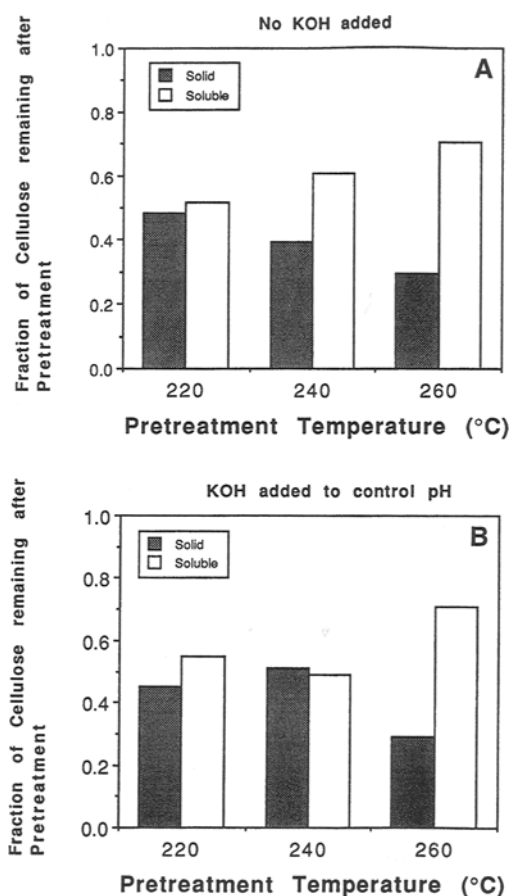 No KOH added
A
Solid
Soluble
1.0
0.8
0.6
0.4
0.2
0.0
Fraction of Cellulose remaining after
Pretreatment
220 240 260
Pretreatment Temperature (°C)
KOH added to control pH
B
Solid
Soluble
1.0
0.8
0.6
0.4
0.2
0.0
Fraction of Cellulose remaining after
Pretreatment
220 240 260
Pretreatment Temperature (°C)